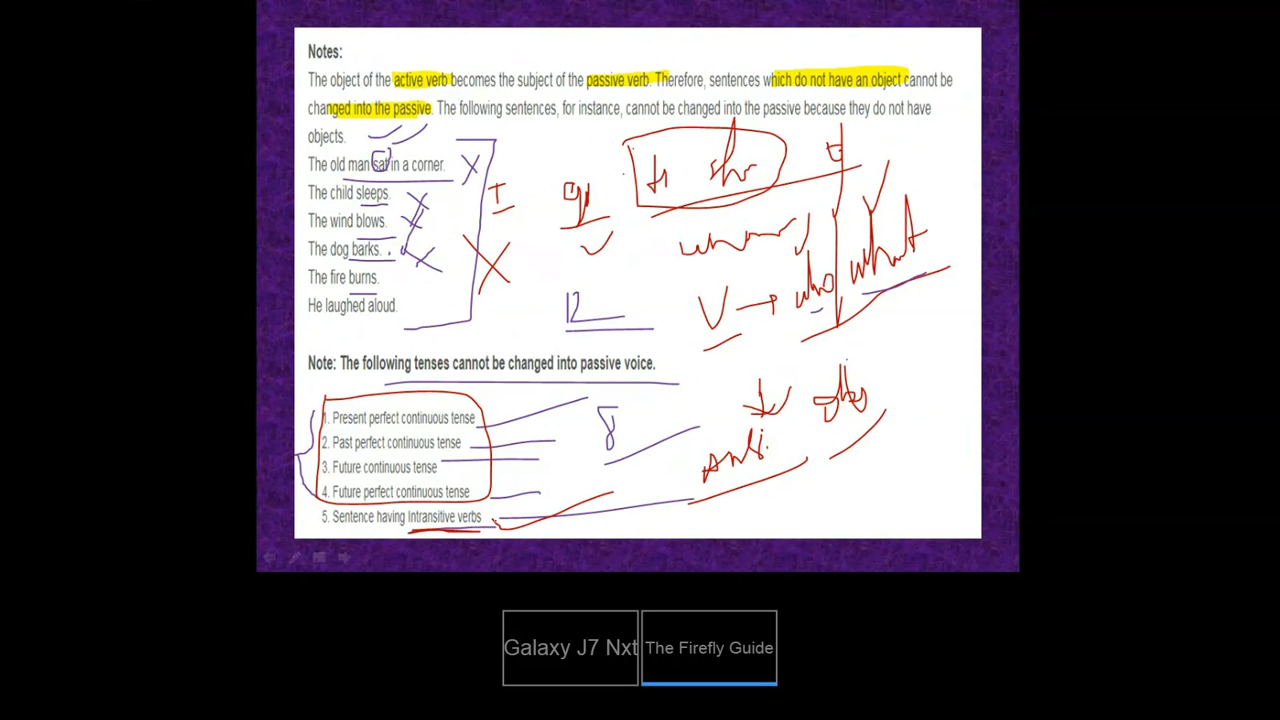 Notes:
The object of the active verb becomes the subject of the passive verb. Therefore, sentences which do not have an object cannot be
changed into the passive. The following sentences, for instance, cannot be changed into the passive because they do not have
objects.
The old man sat in a corner.
The child sleeps.
The wind blows.
The dog barks.
The fire burns.
He laughed aloud.
whom
V → who what
12
Note: The following tenses cannot be changed into passive voice.
1. Present perfect continuous tense
2. Past perfect continuous tense
3. Future continuous tense
4. Future perfect continuous tense
5. Sentence having Intransitive verbs
8
Galaxy J7 Nxt
The Firefly Guide